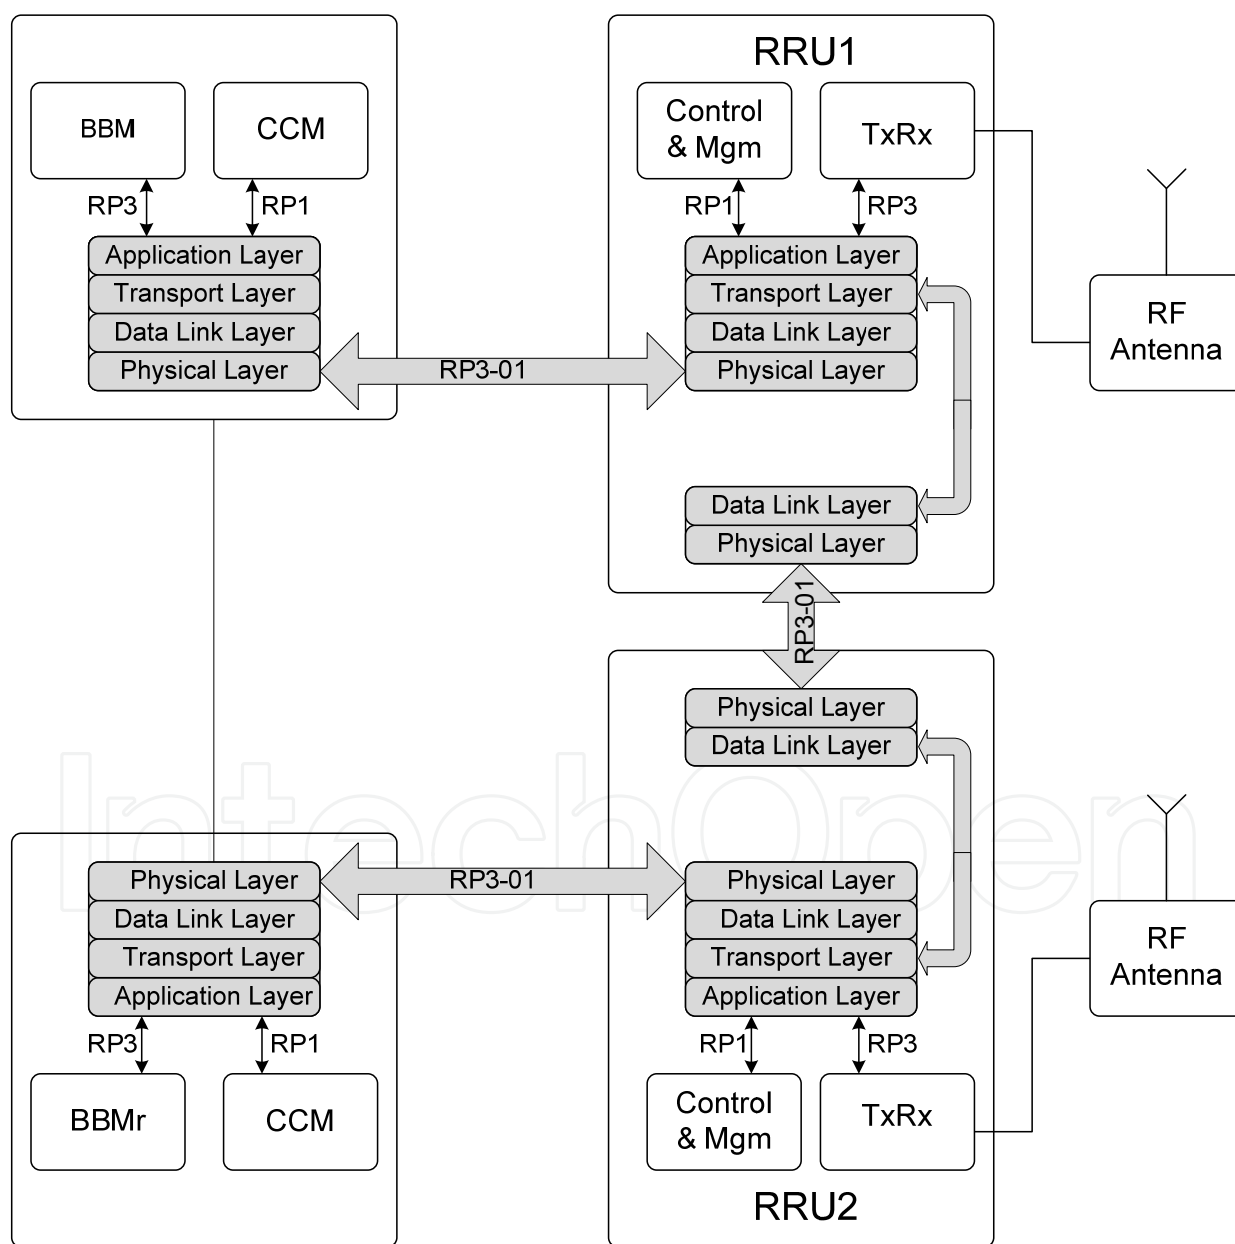 RRU1
BBM
CCM
Control
& Mgm
TxRx
RP3
RP1
RP1
RP3
Application Layer
Transport Layer
Data Link Layer
Physical Layer
RP3-01
Application Layer
Transport Layer
Data Link Layer
Physical Layer
RF
Antenna
Data Link Layer
Physical Layer
RP3-01
Physical Layer
Data Link Layer
IntechOpen
Physical Layer
Data Link Layer
Transport Layer
Application Layer
RP3-01
Physical Layer
Data Link Layer
Transport Layer
Application Layer
RF
Antenna
RP3
RP1
RP1
RP3
BBMr
CCM
Control
& Mgm
TxRx
RRU2